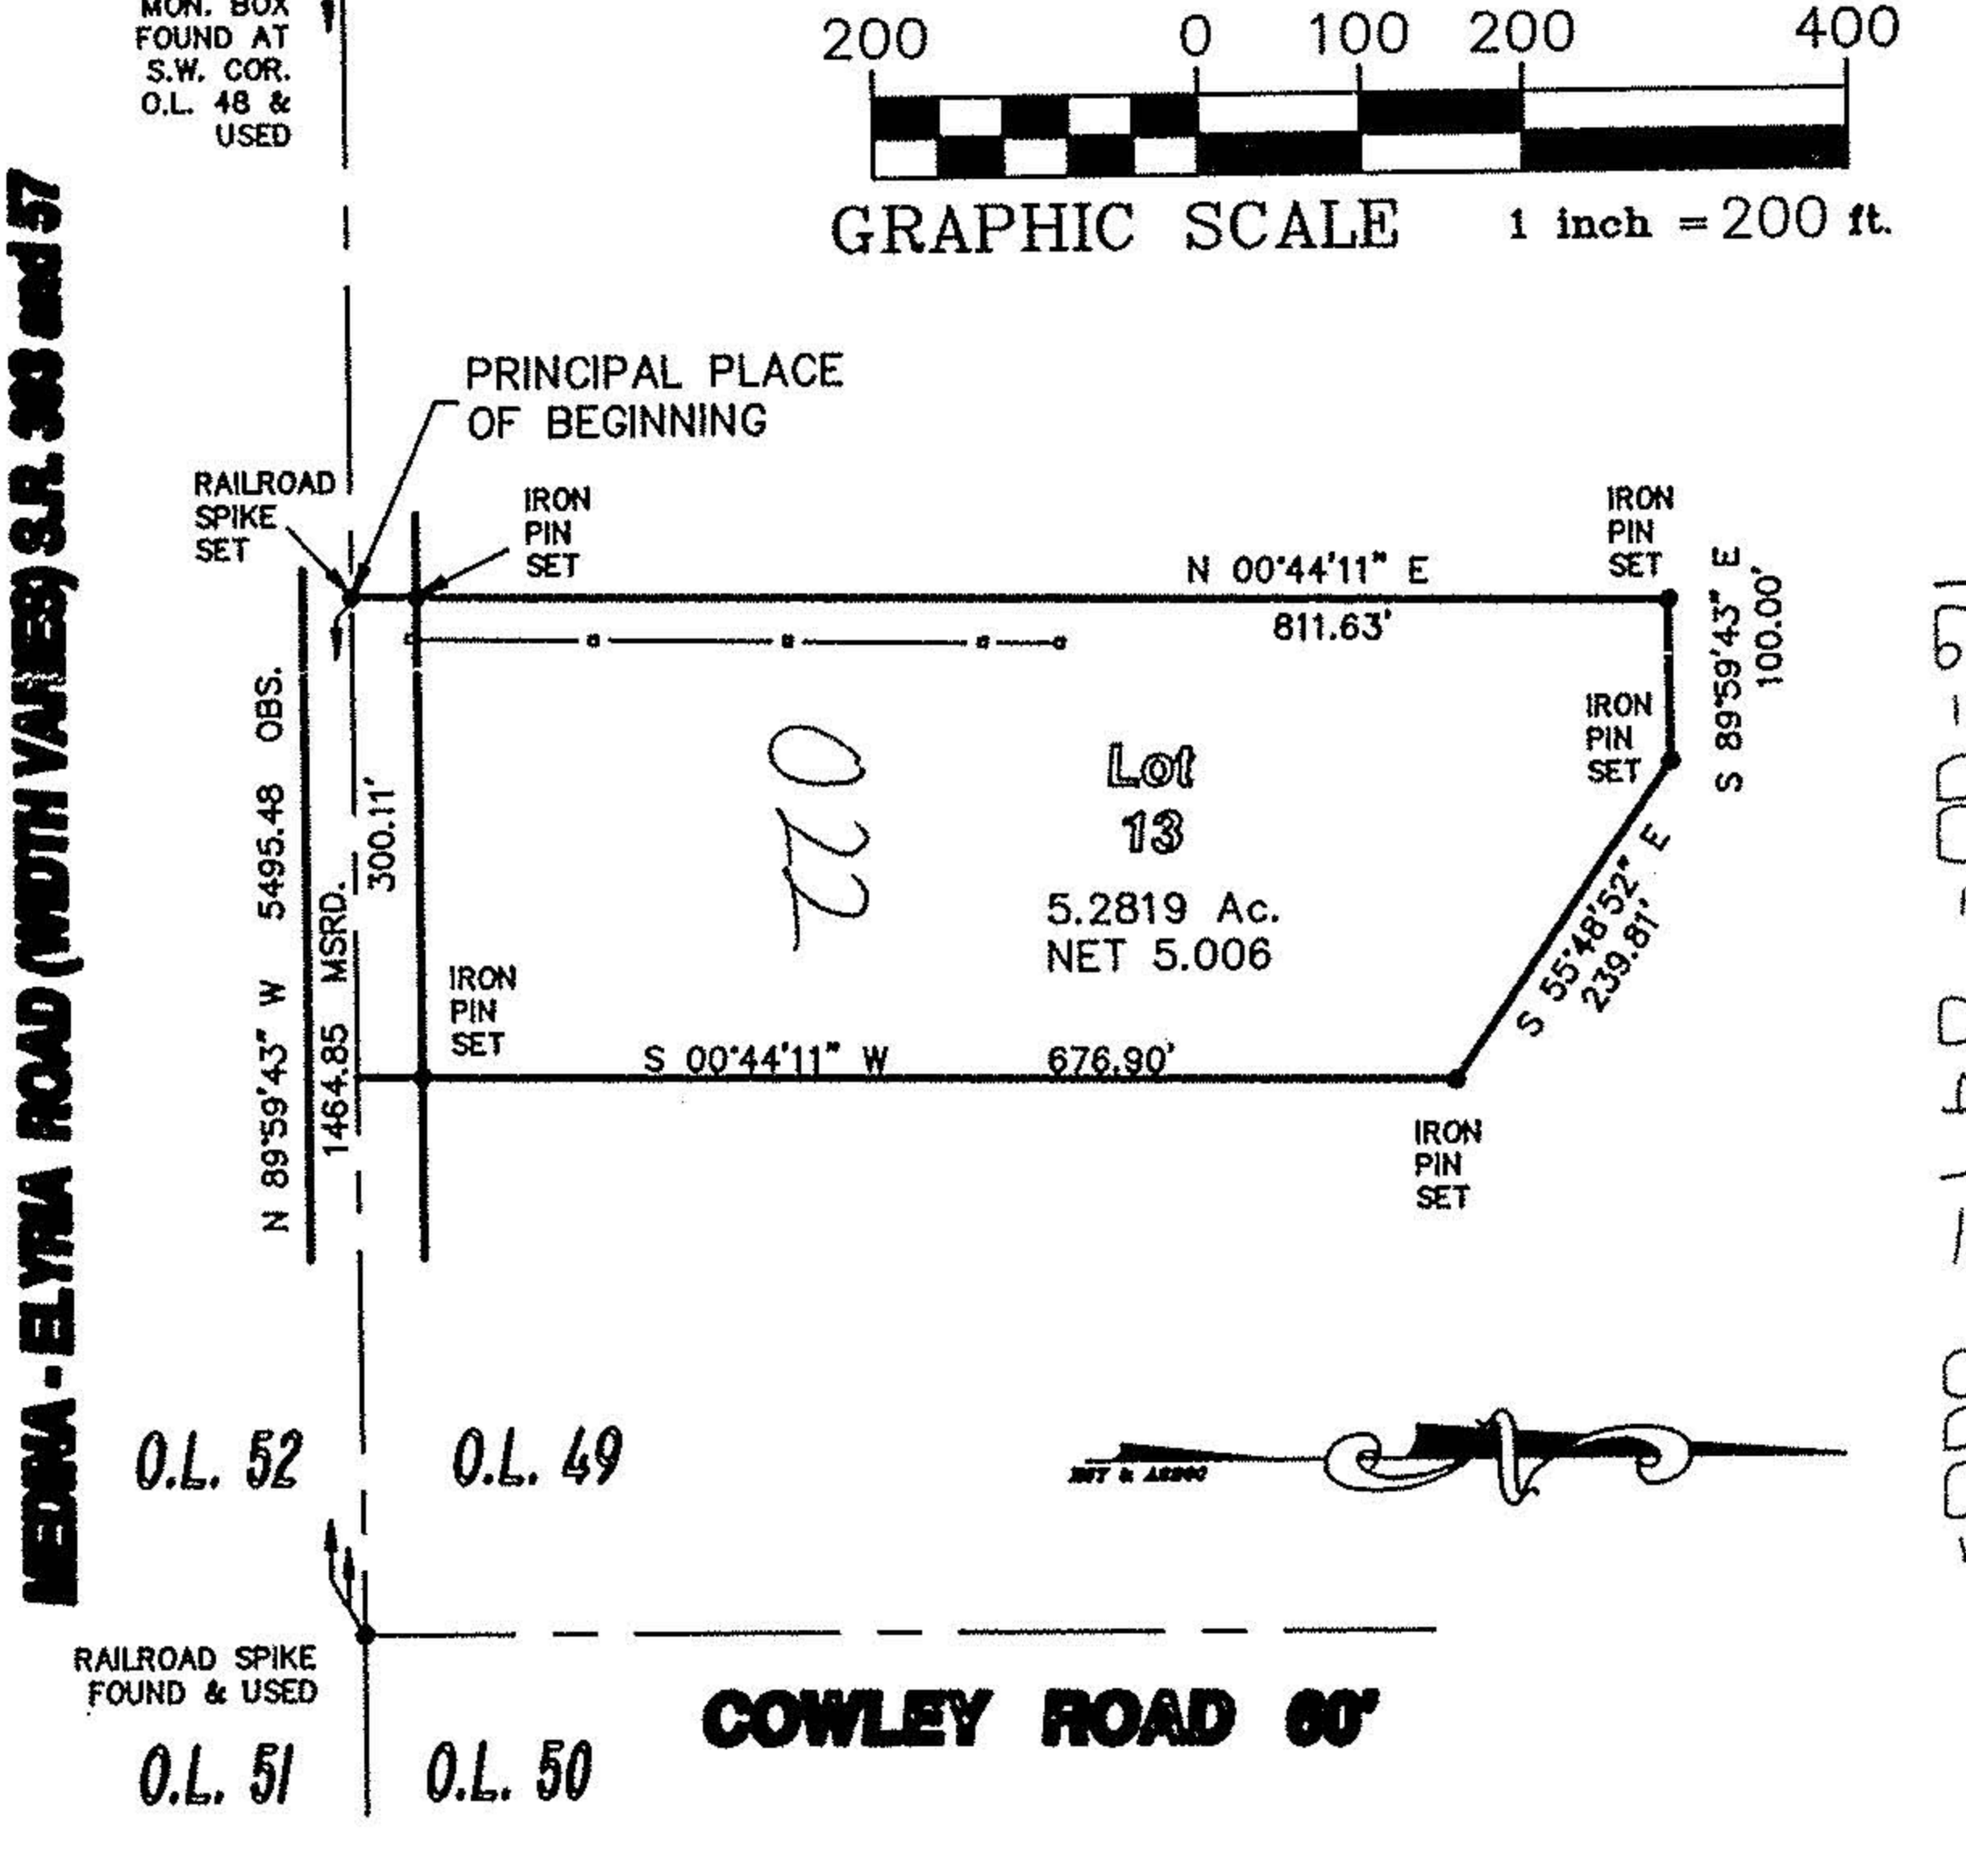 MON. BOX
FOUND AT
S.W. COR.
O.L. 48 &
USED
200 0 100 200 400
GRAPHIC SCALE 1 inch = 200 ft.
MEDINA - ELYRIA ROAD (WIDTH VARIES) S.R. 303 and 57
PRINCIPAL PLACE
OF BEGINNING
RAILROAD
SPIKE
SET
IRON
PIN
SET
IRON
PIN
SET
N 00°44'11" E
811.63'
S 89°59'43" E
100.00'
IRON
PIN
SET
N 89°59'43" W 5495.48 OBS.
1464.85 MSRD.
300.11'
022
Lot
13
5.2819 Ac.
NET 5.006
S 55°48'52" E
239.81'
IRON
PIN
SET
S 00°44'11" W 676.90'
IRON
PIN
SET
O.L. 52 O.L. 49
RAILROAD SPIKE
FOUND & USED
COWLEY ROAD 60'
O.L. 51 O.L. 50